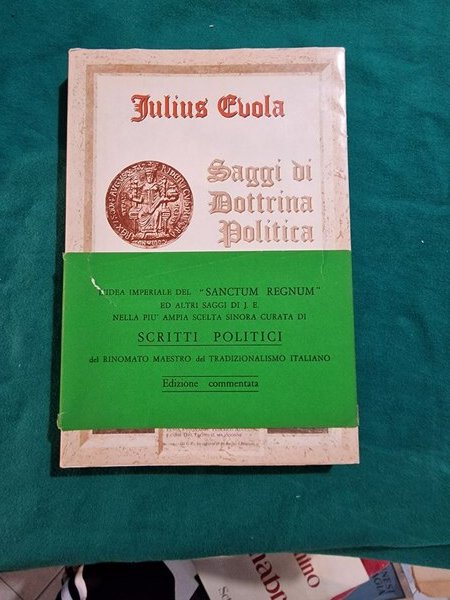 Julius Evola
Saggi di
Dottrina
Politica
L'IDEA IMPERIALE DEL "SANCTUM REGNUM"
ED ALTRI SAGGI DI J. E.
NELLA PIU' AMPIA SCELTA SINORA CURATA DI
SCRITTI POLITICI
del RINOMATO MAESTRO del TRADIZIONALISMO ITALIANO
Edizione commentata